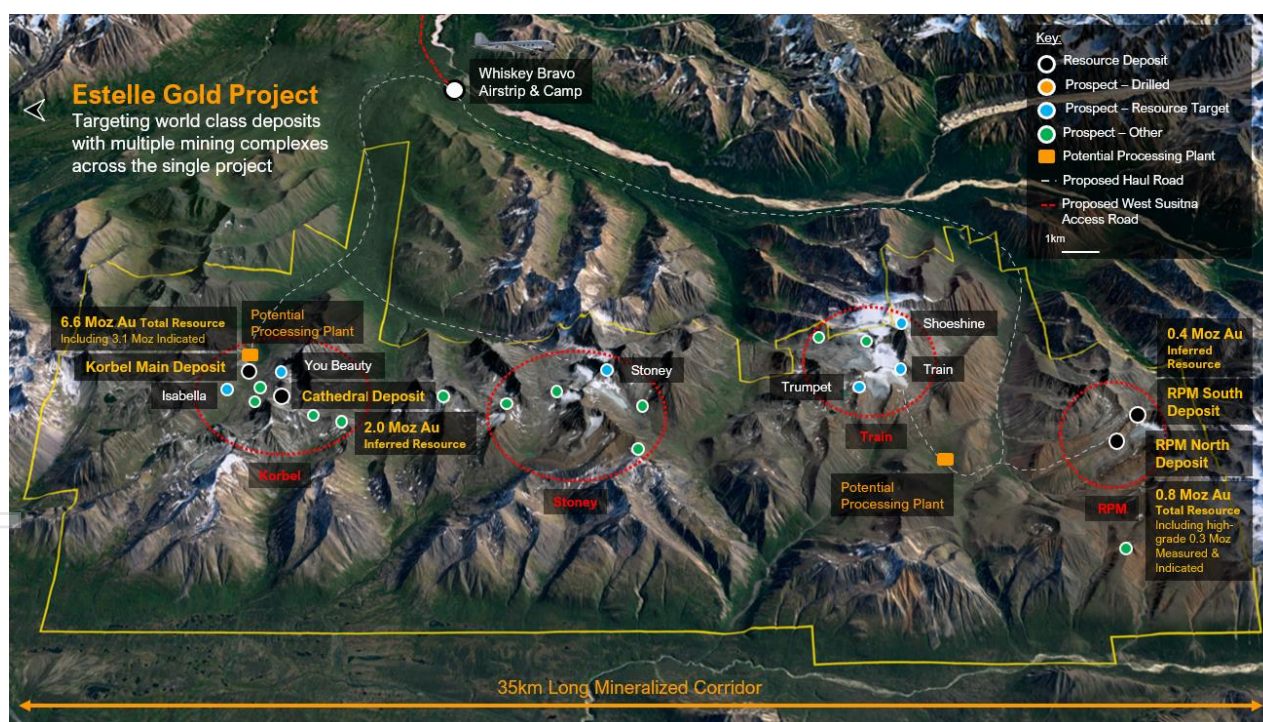 Estelle Gold Project
Targeting world class deposits
with multiple mining complexes
across the single project
Whiskey Bravo
Airstrip & Camp
Key:
Resource Deposit
Prospect – Drilled
Prospect – Resource Target
Prospect – Other
Potential Processing Plant
Proposed Haul Road
Proposed West Susitna
Access Road
1km
6.6 Moz Au Total Resource
Including 3.1 Moz Indicated
Potential
Processing Plant
Korbel Main Deposit
You Beauty
Isabella
Cathedral Deposit
2.0 Moz Au
Inferred Resource
Korbel
Stoney
Stoney
Shoeshine
Train
Trumpet
Train
Potential
Processing Plant
0.4 Moz Au
Inferred
Resource
RPM South
Deposit
RPM North
Deposit
RPM
0.8 Moz Au
Total Resource
Including high-
grade 0.3 Moz
Measured &
Indicated
35km Long Mineralized Corridor